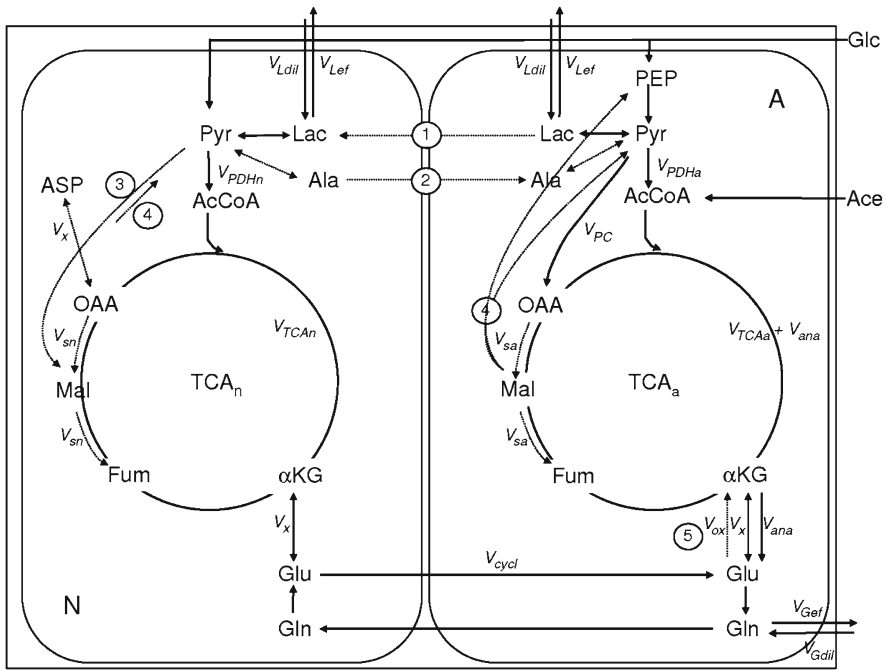 Glc
V_Ldil V_Lef V_Ldil V_Lef
PEP A
Pyr Lac 1 Lac Pyr
V_PDHn V_PDHa
ASP 3 Ala 2 Ala
4 AcCoA AcCoA Ace
V_x V_PC
OAA 4 OAA
V_sn V_TCAn V_sa V_TCAa + V_ana
Mal TCA_n Mal TCA_a
V_sn V_sa
Fum αKG Fum αKG
V_x 5 V_ox V_x V_ana
V_cycl
Glu Glu
N V_Gef
Gln Gln
V_Gdil